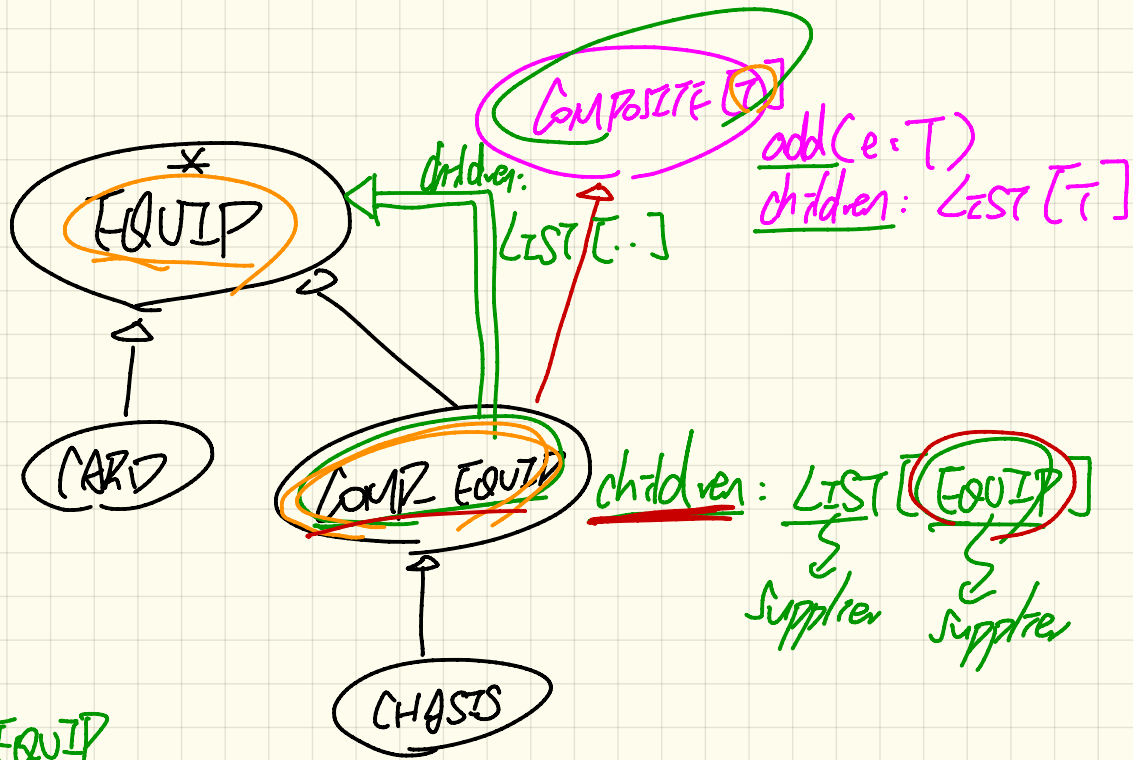 COMPOSITE [T]
add(e: T)
children: LIST [T]
children:
LIST [..]
*
EQUIP
CARD
COMP_EQUIP
children: LIST [EQUIP]
supplier
supplier
CHASIS
EQUIP